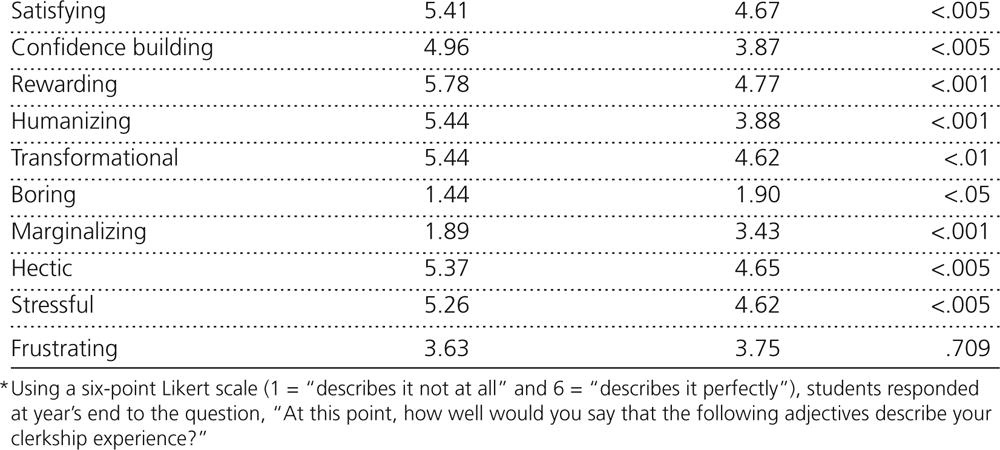 Satisfying 5.41 4.67 <.005
Confidence building 4.96 3.87 <.005
Rewarding 5.78 4.77 <.001
Humanizing 5.44 3.88 <.001
Transformational 5.44 4.62 <.01
Boring 1.44 1.90 <.05
Marginalizing 1.89 3.43 <.001
Hectic 5.37 4.65 <.005
Stressful 5.26 4.62 <.005
Frustrating 3.63 3.75 .709
*Using a six-point Likert scale (1 = “describes it not at all” and 6 = “describes it perfectly”), students responded
at year’s end to the question, “At this point, how well would you say that the following adjectives describe your
clerkship experience?”